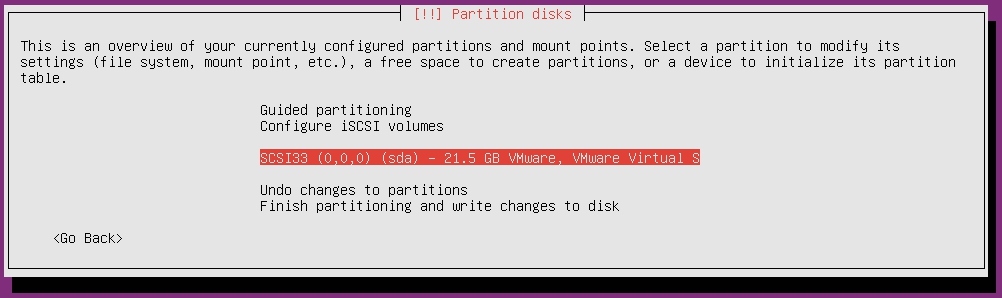 [!!] Partition disks
This is an overview of your currently configured partitions and mount points. Select a partition to modify its
settings (file system, mount point, etc.), a free space to create partitions, or a device to initialize its partition
table.
Guided partitioning
Configure iSCSI volumes
SCSI33 (0,0,0) (sda) - 21.5 GB VMware, VMware Virtual S
Undo changes to partitions
Finish partitioning and write changes to disk
<Go Back>